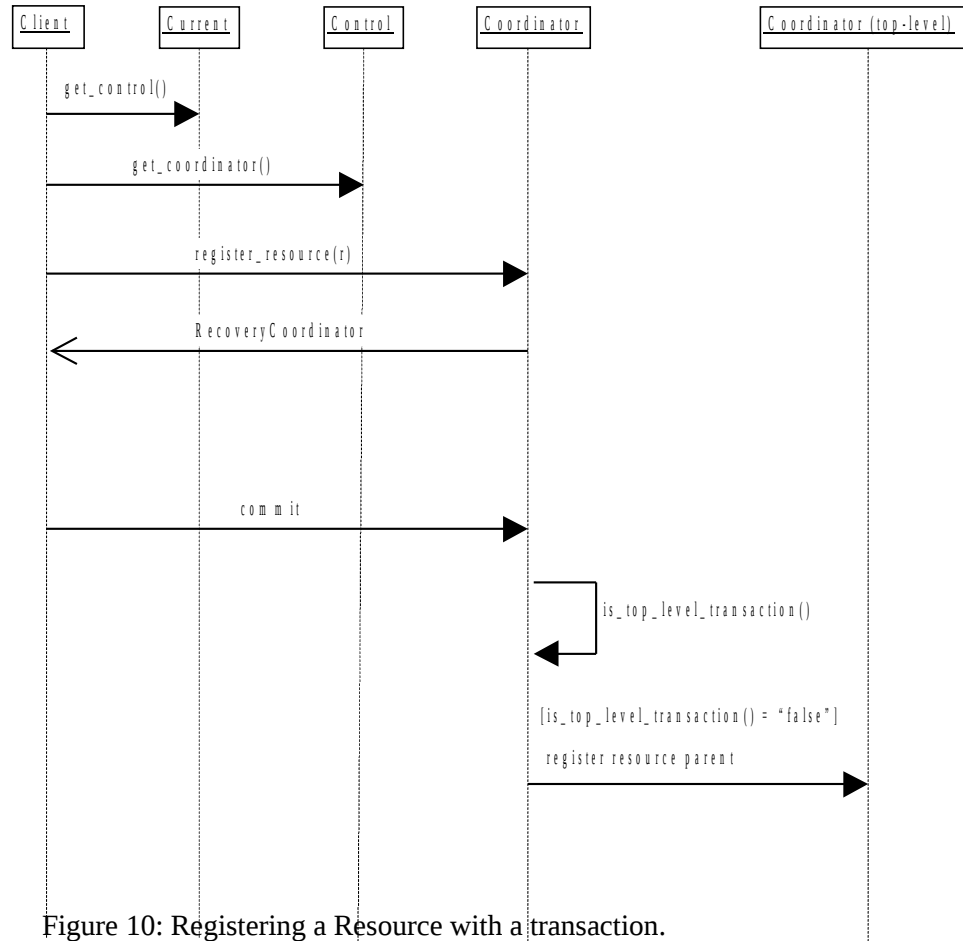 Client Current Control Coordinator Coordinator (top-level)
get_control()
get_coordinator()
register_resource(r)
RecoveryCoordinator
commit
is_top_level_transaction()
[is_top_level_transaction() = “false”]
register resource parent
Figure 10: Registering a Resource with a transaction.